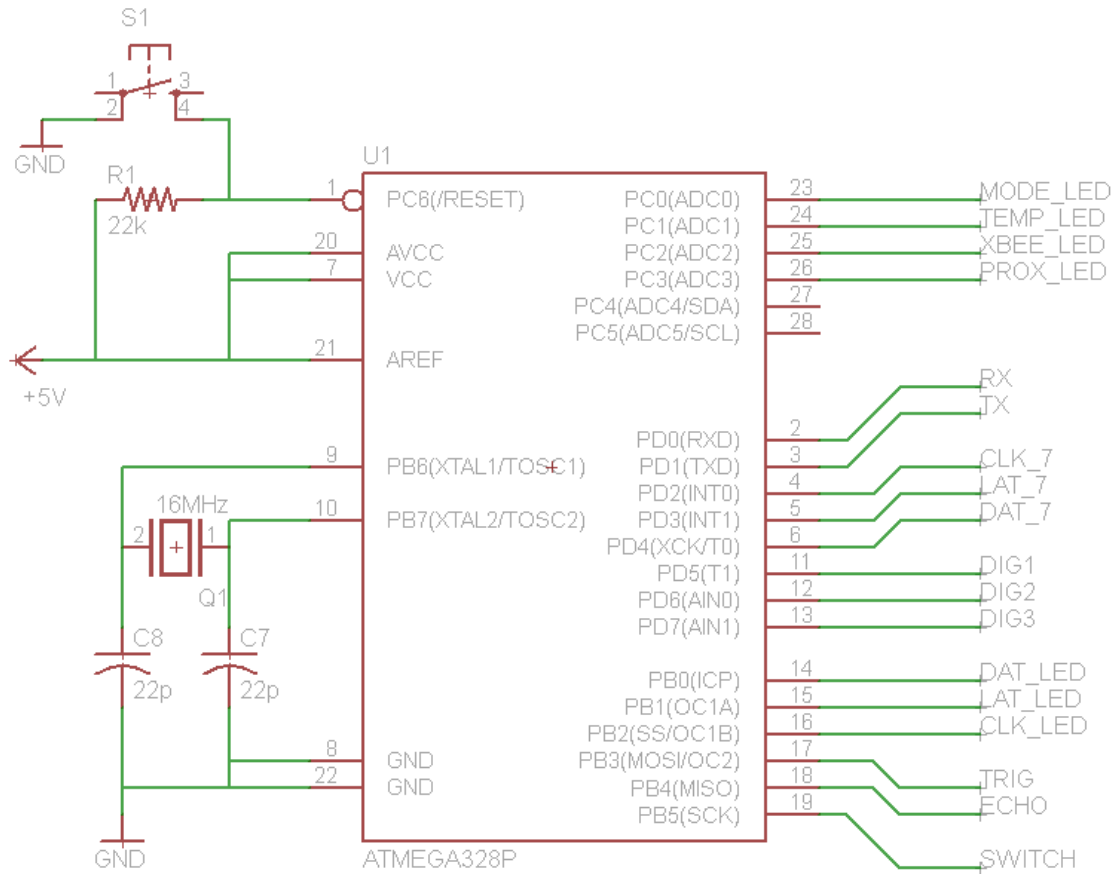 S1
1
3
2
4
GND
R1
22k
+5V
U1
1
PC6(/RESET)
20
AVCC
7
VCC
21
AREF
9
PB6(XTAL1/TOSC1)
10
PB7(XTAL2/TOSC2)
16MHz
2
1
Q1
C8
22p
C7
22p
8
GND
22
GND
GND
ATMEGA328P
PC0(ADC0) 23 MODE_LED
PC1(ADC1) 24 TEMP_LED
PC2(ADC2) 25 XBEE_LED
PC3(ADC3) 26 PROX_LED
PC4(ADC4/SDA) 27
PC5(ADC5/SCL) 28
PD0(RXD) 2 RX
PD1(TXD) 3 TX
PD2(INT0) 4 CLK_7
PD3(INT1) 5 LAT_7
PD4(XCK/T0) 6 DAT_7
PD5(T1) 11 DIG1
PD6(AIN0) 12 DIG2
PD7(AIN1) 13 DIG3
PB0(ICP) 14 DAT_LED
PB1(OC1A) 15 LAT_LED
PB2(SS/OC1B) 16 CLK_LED
PB3(MOSI/OC2) 17 TRIG
PB4(MISO) 18 ECHO
PB5(SCK) 19 SWITCH